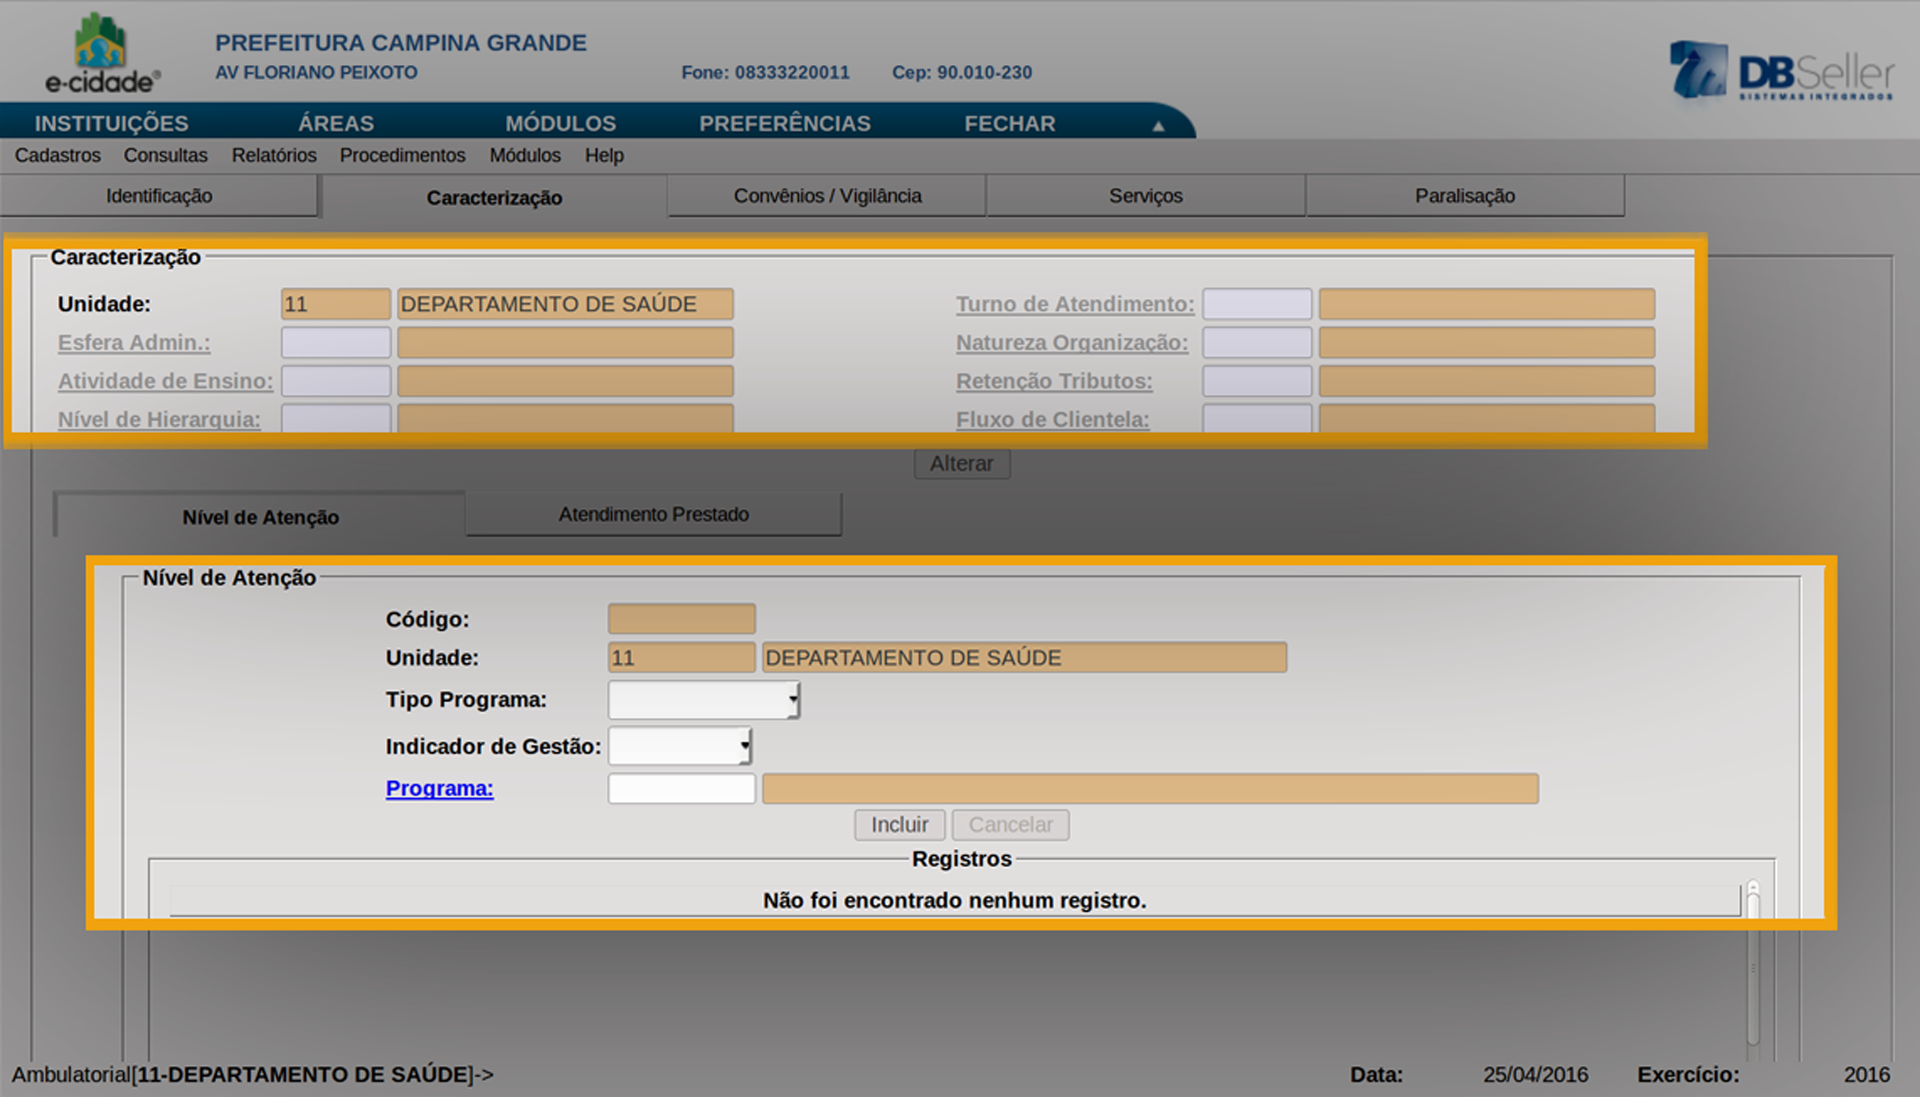 e-cidade®
PREFEITURA CAMPINA GRANDE
AV FLORIANO PEIXOTO Fone: 08333220011 Cep: 90.010-230
DBSeller
SISTEMAS INTEGRADOS
INSTITUIÇÕES ÁREAS MÓDULOS PREFERÊNCIAS FECHAR ▲
Cadastros Consultas Relatórios Procedimentos Módulos Help
Identificação Caracterização Convênios / Vigilância Serviços Paralisação
Caracterização
Unidade: 11 DEPARTAMENTO DE SAÚDE Turno de Atendimento:
Esfera Admin.: Natureza Organização:
Atividade de Ensino: Retenção Tributos:
Nível de Hierarquia: Fluxo de Clientela:
Alterar
Nível de Atenção Atendimento Prestado
Nível de Atenção
Código:
Unidade: 11 DEPARTAMENTO DE SAÚDE
Tipo Programa:
Indicador de Gestão:
Programa:
Incluir Cancelar
Registros
Não foi encontrado nenhum registro.
Ambulatorial[11-DEPARTAMENTO DE SAÚDE]-> Data: 25/04/2016 Exercício: 2016